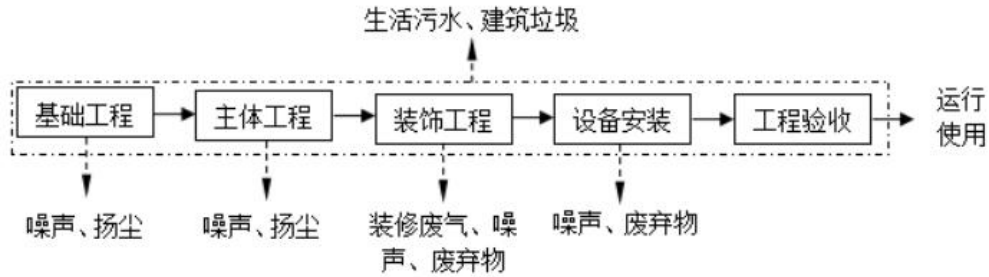 生活污水、建筑垃圾
基础工程
主体工程
装饰工程
设备安装
工程验收
运行
使用
噪声、扬尘
噪声、扬尘
装修废气、噪
声、废弃物
噪声、废弃物